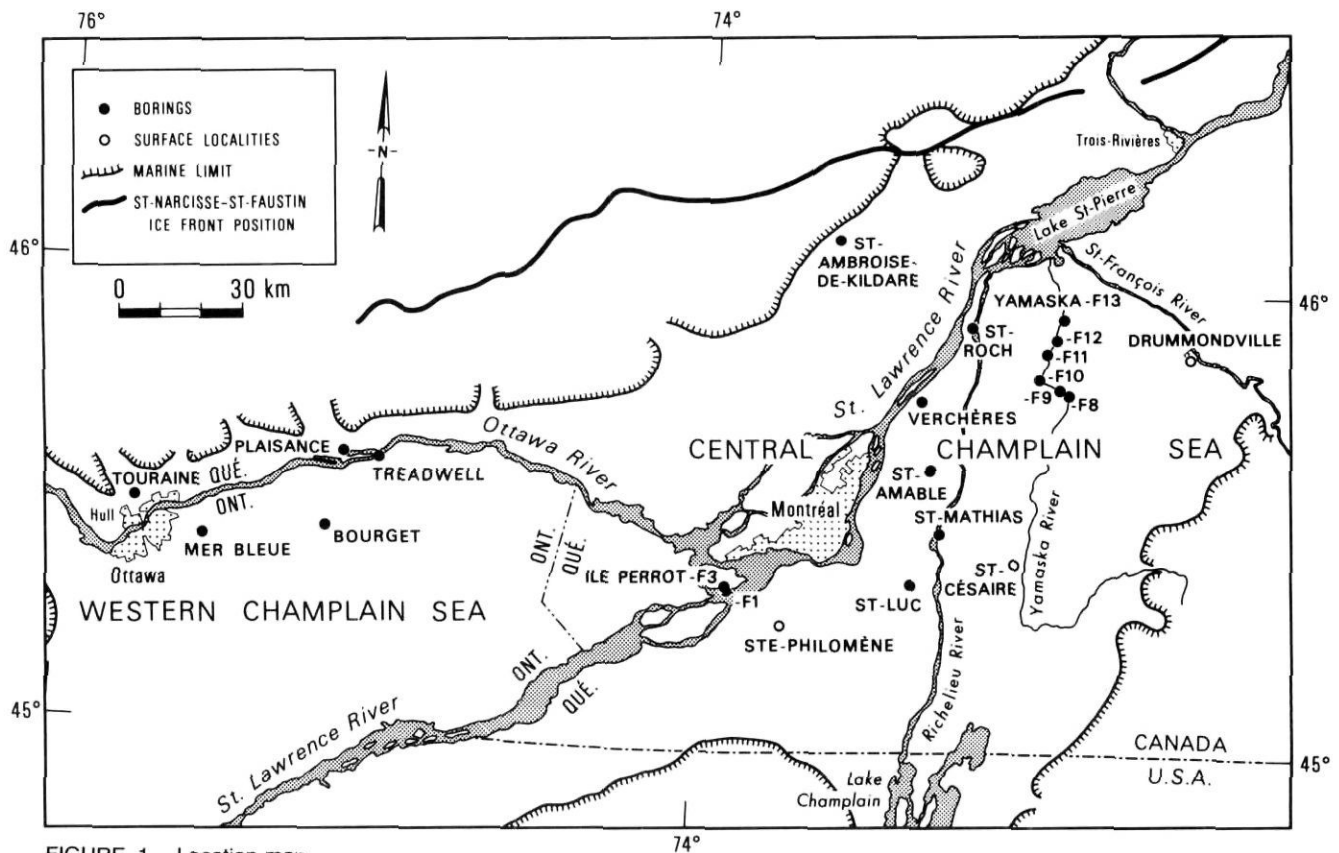 76°
74°
BORINGS
SURFACE LOCALITIES
MARINE LIMIT
ST-NARCISSE-ST-FAUSTIN
ICE FRONT POSITION
-N-
0 30 km
46°
46°
Trois-Rivières
Lake St-Pierre
St-François River
ST-
AMBROISE-
DE-KILDARE
St. Lawrence River
YAMASKA -F13
-F12
-F11
-F10
-F9
-F8
ST-
ROCH
DRUMMONDVILLE
VERCHÈRES
CENTRAL CHAMPLAIN SEA
Ottawa River
PLAISANCE
TREADWELL
TOURAINE
QUÉ.
ONT.
Hull
Ottawa
MER BLEUE
BOURGET
ST-
AMABLE
Montréal
ST-MATHIAS
ONT.
QUÉ.
ILE PERROT -F3
-F1
ST-LUC
ST-
CÉSAIRE
Yamaska River
WESTERN CHAMPLAIN SEA
STE-PHILOMÈNE
Richelieu River
ONT.
QUÉ.
45°
45°
St. Lawrence River
CANADA
U.S.A.
Lake
Champlain
74°
FIGURE 1. Location map